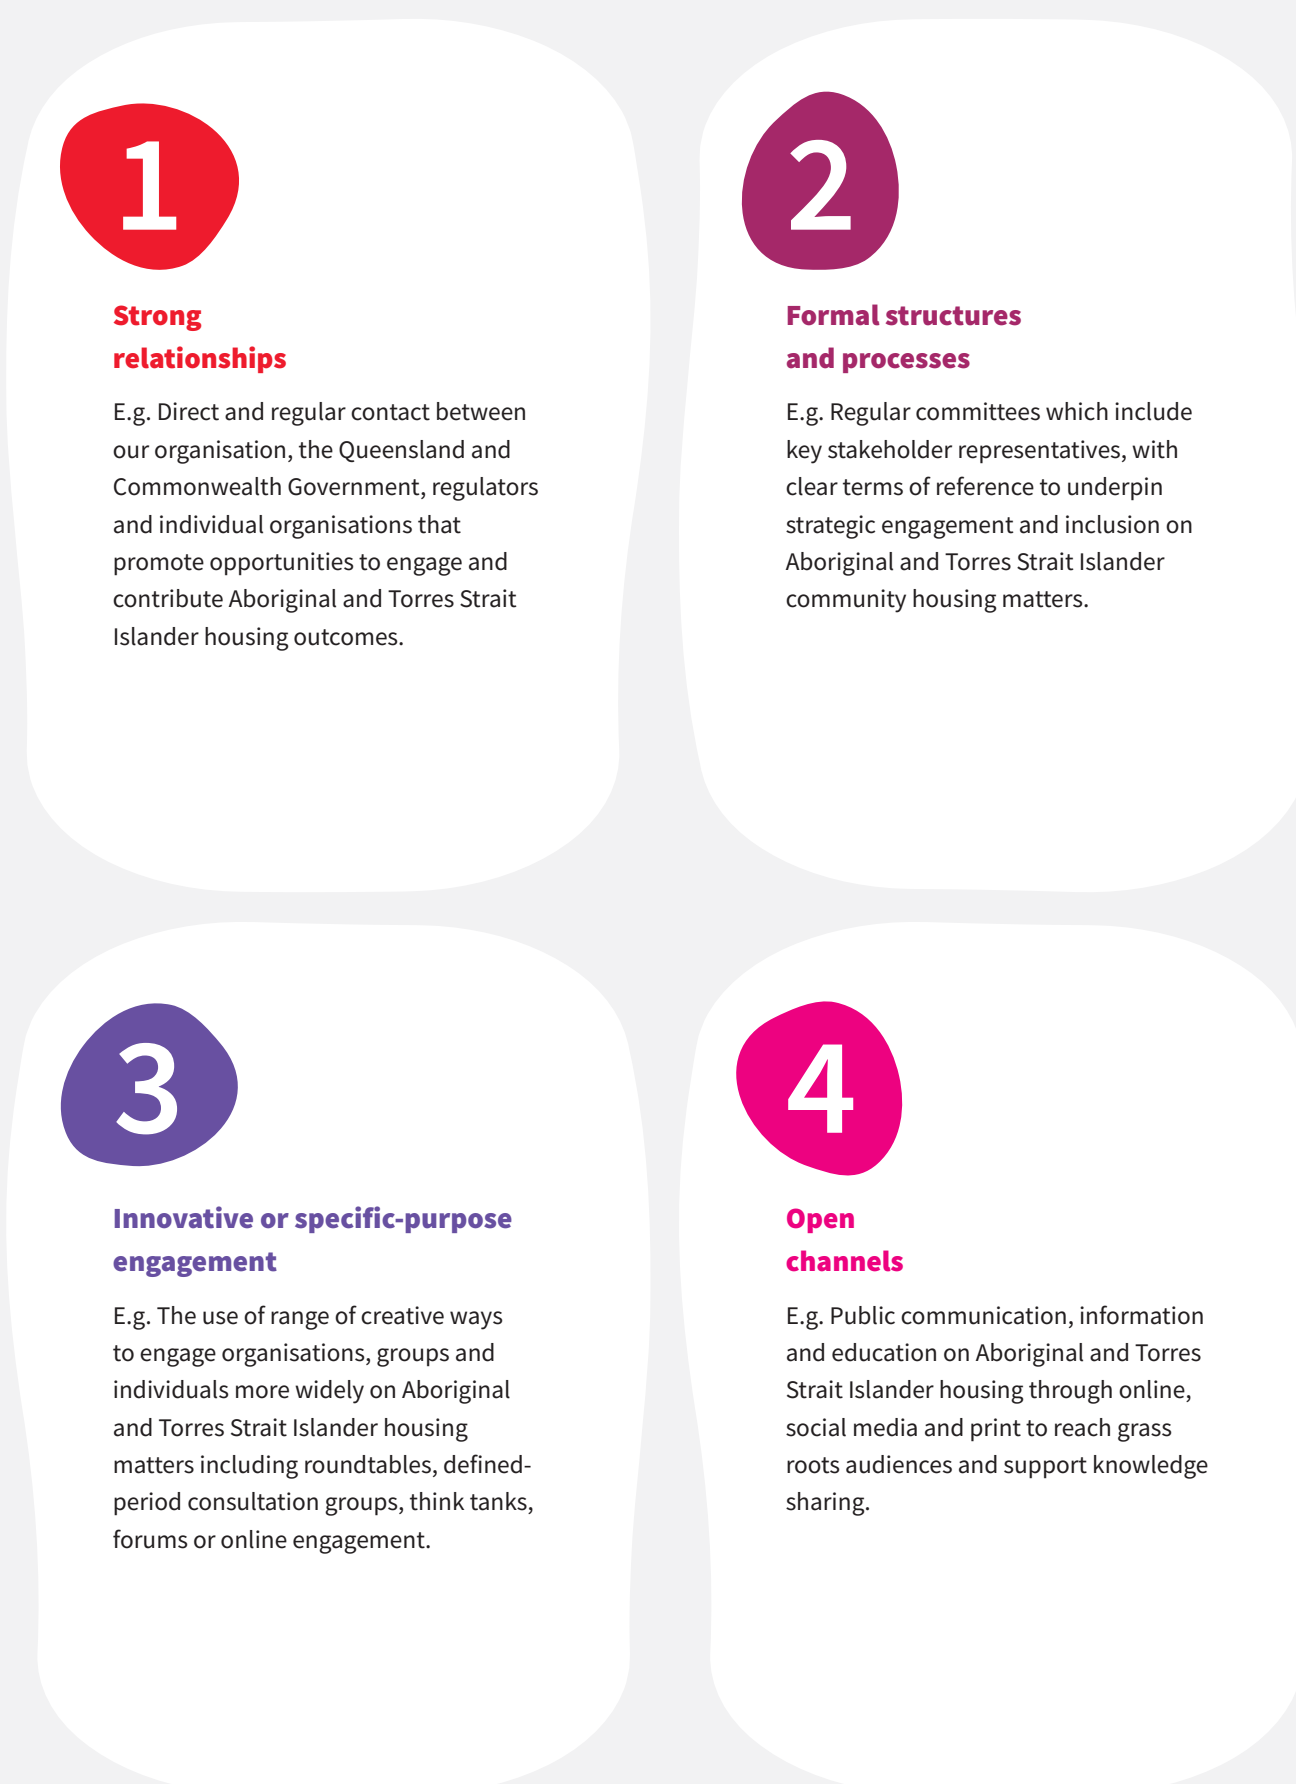 1
Strong
relationships
E.g. Direct and regular contact between
our organisation, the Queensland and
Commonwealth Government, regulators
and individual organisations that
promote opportunities to engage and
contribute Aboriginal and Torres Strait
Islander housing outcomes.
2
Formal structures
and processes
E.g. Regular committees which include
key stakeholder representatives, with
clear terms of reference to underpin
strategic engagement and inclusion on
Aboriginal and Torres Strait Islander
community housing matters.
3
Innovative or specific-purpose
engagement
E.g. The use of range of creative ways
to engage organisations, groups and
individuals more widely on Aboriginal
and Torres Strait Islander housing
matters including roundtables, defined-
period consultation groups, think tanks,
forums or online engagement.
4
Open
channels
E.g. Public communication, information
and education on Aboriginal and Torres
Strait Islander housing through online,
social media and print to reach grass
roots audiences and support knowledge
sharing.